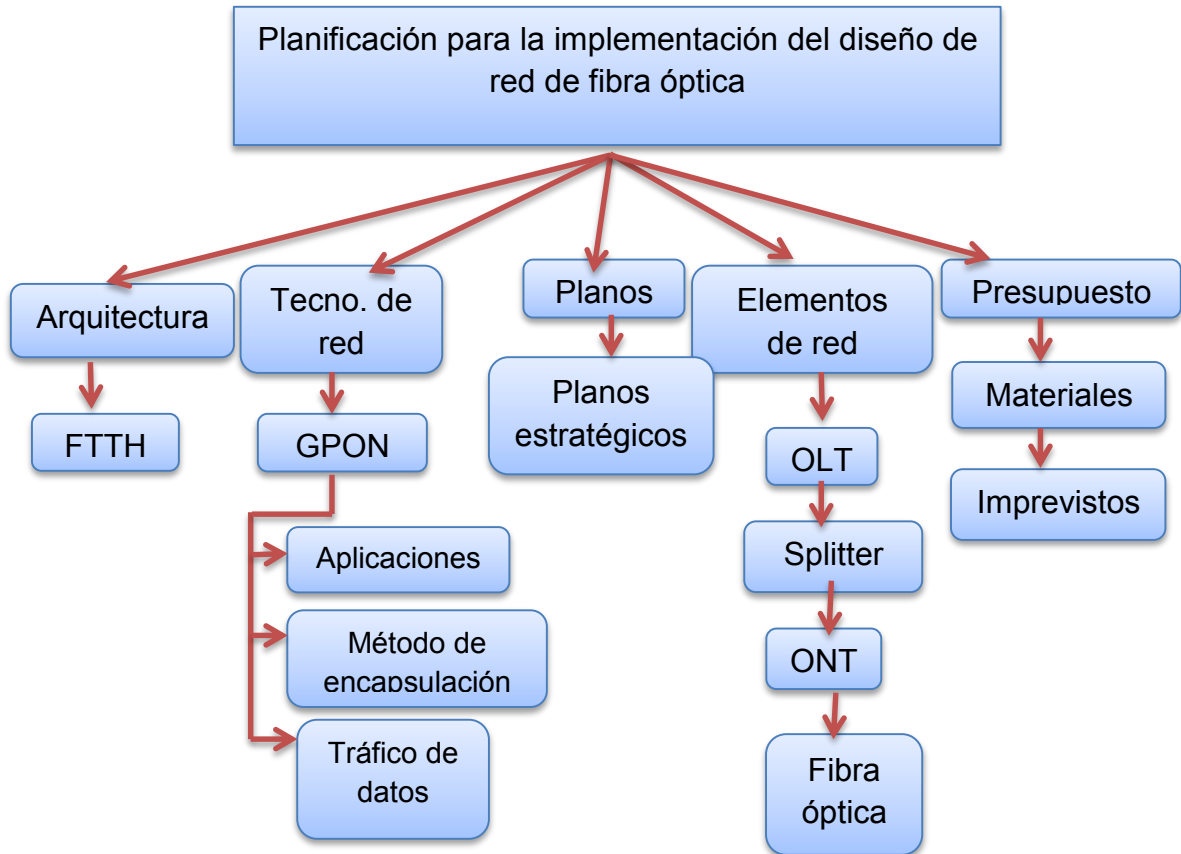 Planificación para la implementación del diseño de
red de fibra óptica
Arquitectura
Tecno. de
red
Planos
Elementos
de red
Presupuesto
FTTH
GPON
Planos
estratégicos
OLT
Materiales
Splitter
Imprevistos
Aplicaciones
Método de
encapsulación
ONT
Tráfico de
datos
Fibra
óptica